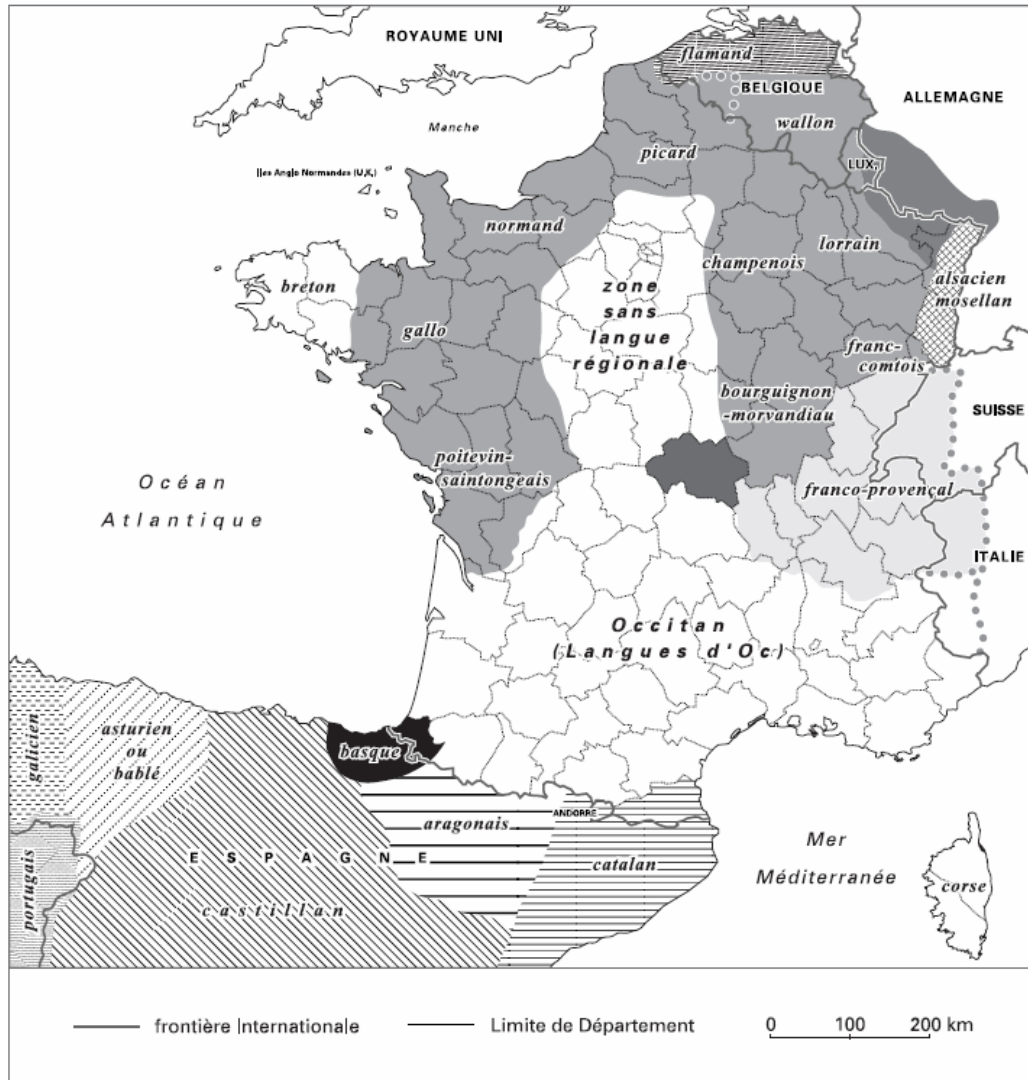 ROYAUME UNI
flamand
BELGIQUE
ALLEMAGNE
wallon
Manche
picard
LUX.
Iles Anglo Normandes (U.K.)
normand
lorrain
champenois
alsacien
mosellan
breton
zone
sans
langue
régionale
gallo
franc-
comtois
bourguignon
-morvandiau
SUISSE
poitevin-
saintongeais
Océan
Atlantique
franco-provençal
ITALIE
Occitan
(Langues d'Oc)
galicien
asturien
ou
bablé
basque
ANDORRE
aragonais
Mer
Méditerranée
ESPAGNE
catalan
corse
portugais
castillan
frontière Internationale
Limite de Département
0 100 200 km